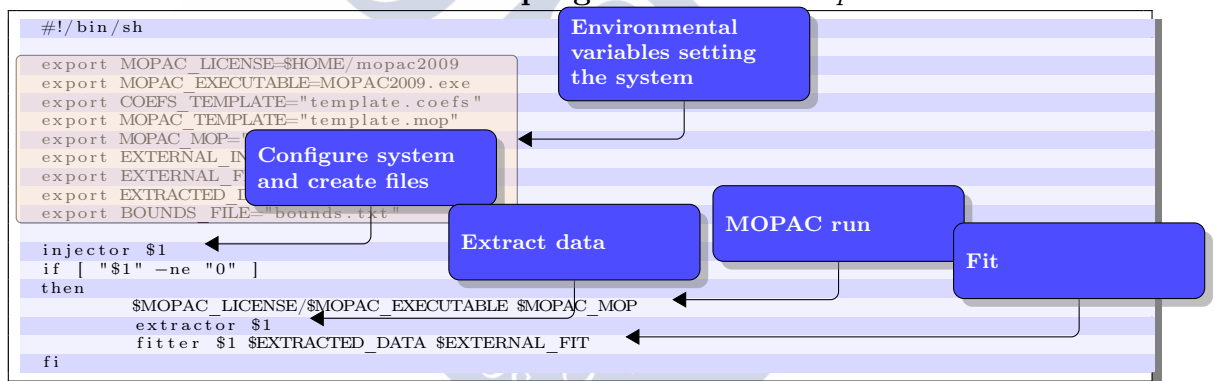 #!/bin/sh
Environmental
variables setting
the system
export MOPAC_LICENSE=$HOME/mopac2009
export MOPAC_EXECUTABLE=MOPAC2009.exe
export COEFS_TEMPLATE="template.coefs"
export MOPAC_TEMPLATE="template.mop"
export MOPAC_MOP="
export
export
export
export BOUNDS_FILE="bounds.txt"
Configure system
and create files
Extract data
MOPAC run
Fit
injector $1
if [ "$1" −ne "0" ]
then
$MOPAC_LICENSE/$MOPAC_EXECUTABLE $MOPAC_MOP
extractor $1
fitter $1 $EXTRACTED_DATA $EXTERNAL_FIT
fi